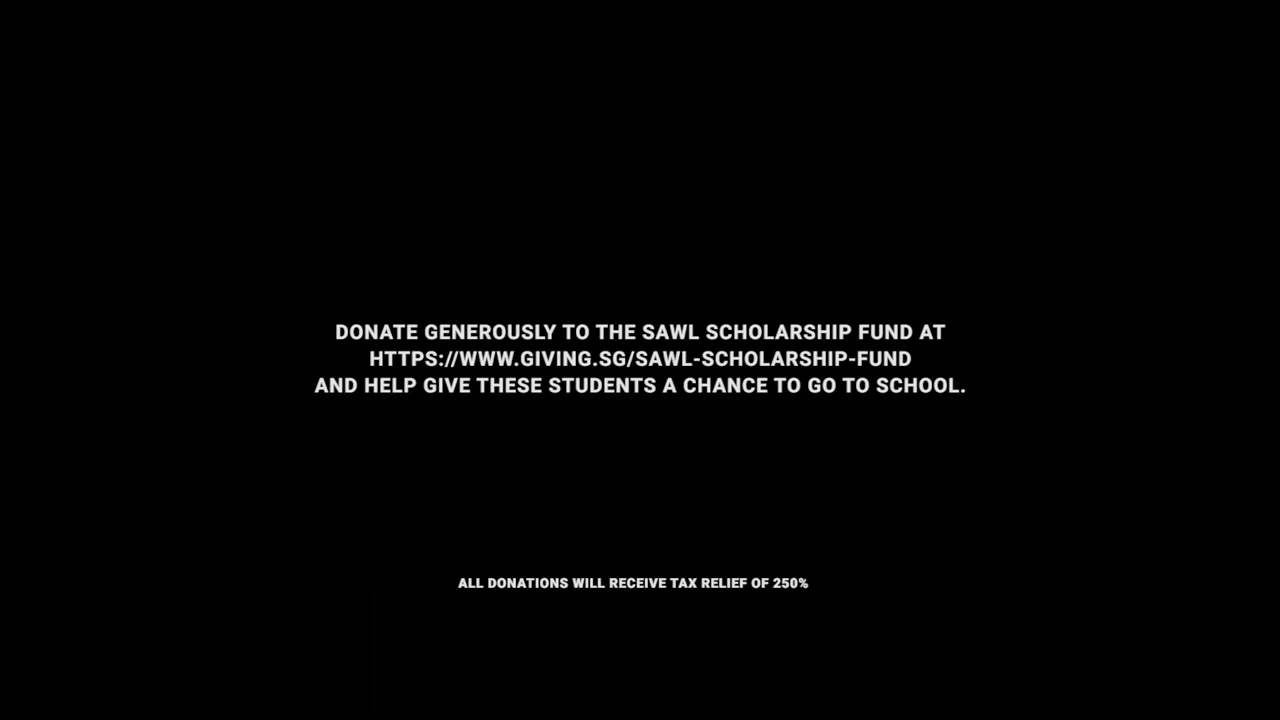 DONATE GENEROUSLY TO THE SAWL SCHOLARSHIP FUND AT
HTTPS://WWW.GIVING.SG/SAWL-SCHOLARSHIP-FUND
AND HELP GIVE THESE STUDENTS A CHANCE TO GO TO SCHOOL.
ALL DONATIONS WILL RECEIVE TAX RELIEF OF 250%